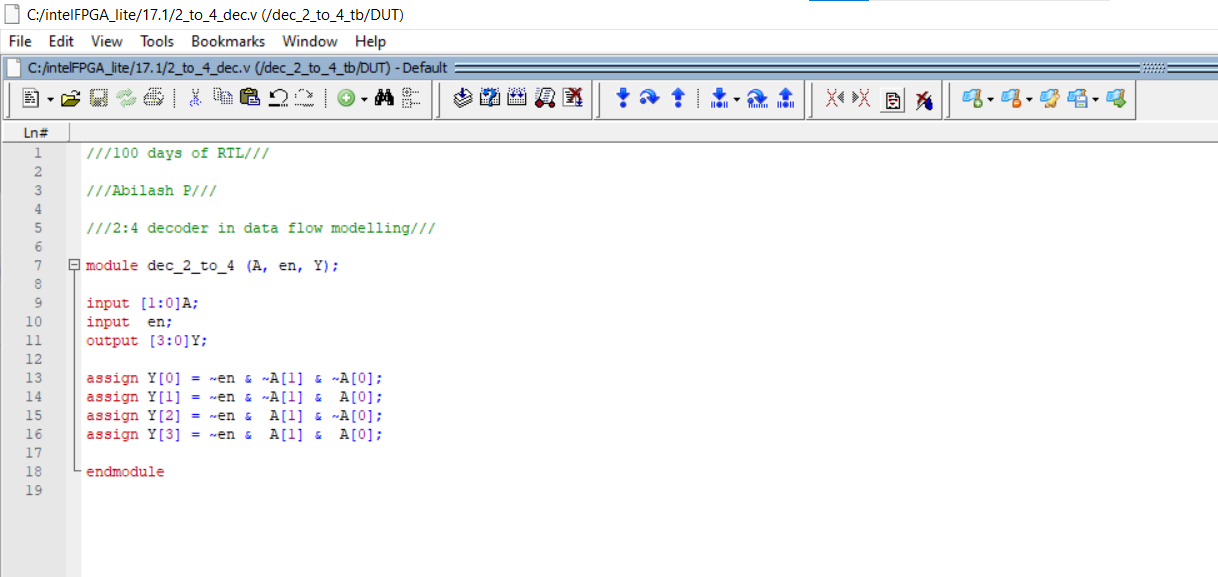 C:/intelFPGA_lite/17.1/2_to_4_dec.v (/dec_2_to_4_tb/DUT)
File Edit View Tools Bookmarks Window Help
C:/intelFPGA_lite/17.1/2_to_4_dec.v (/dec_2_to_4_tb/DUT) - Default
Ln#
1 ///100 days of RTL///
2
3 ///Abilash P///
4
5 ///2:4 decoder in data flow modelling///
6
7 module dec_2_to_4 (A, en, Y);
8
9 input [1:0]A;
10 input  en;
11 output [3:0]Y;
12
13 assign Y[0] = ~en & ~A[1] & ~A[0];
14 assign Y[1] = ~en & ~A[1] &  A[0];
15 assign Y[2] = ~en &  A[1] & ~A[0];
16 assign Y[3] = ~en &  A[1] &  A[0];
17
18 endmodule
19